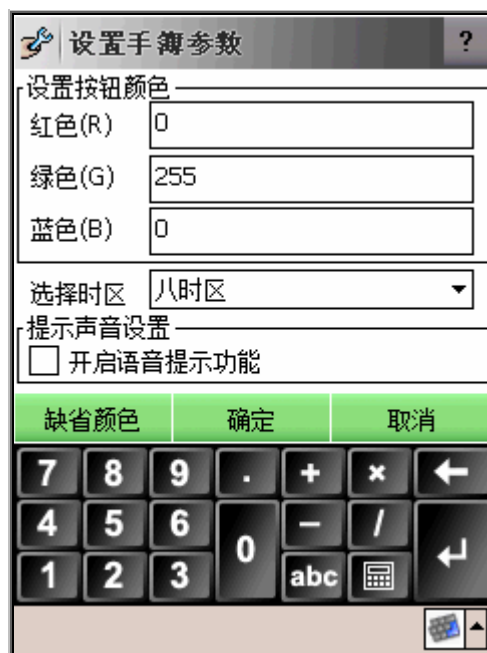 设置手簿参数 ?
设置按钮颜色
红色(R) 0
绿色(G) 255
蓝色(B) 0
选择时区 八时区
提示声音设置
开启语音提示功能
缺省颜色 确定 取消
7 8 9 . + × ←
4 5 6 0 − / ↵
1 2 3 abc